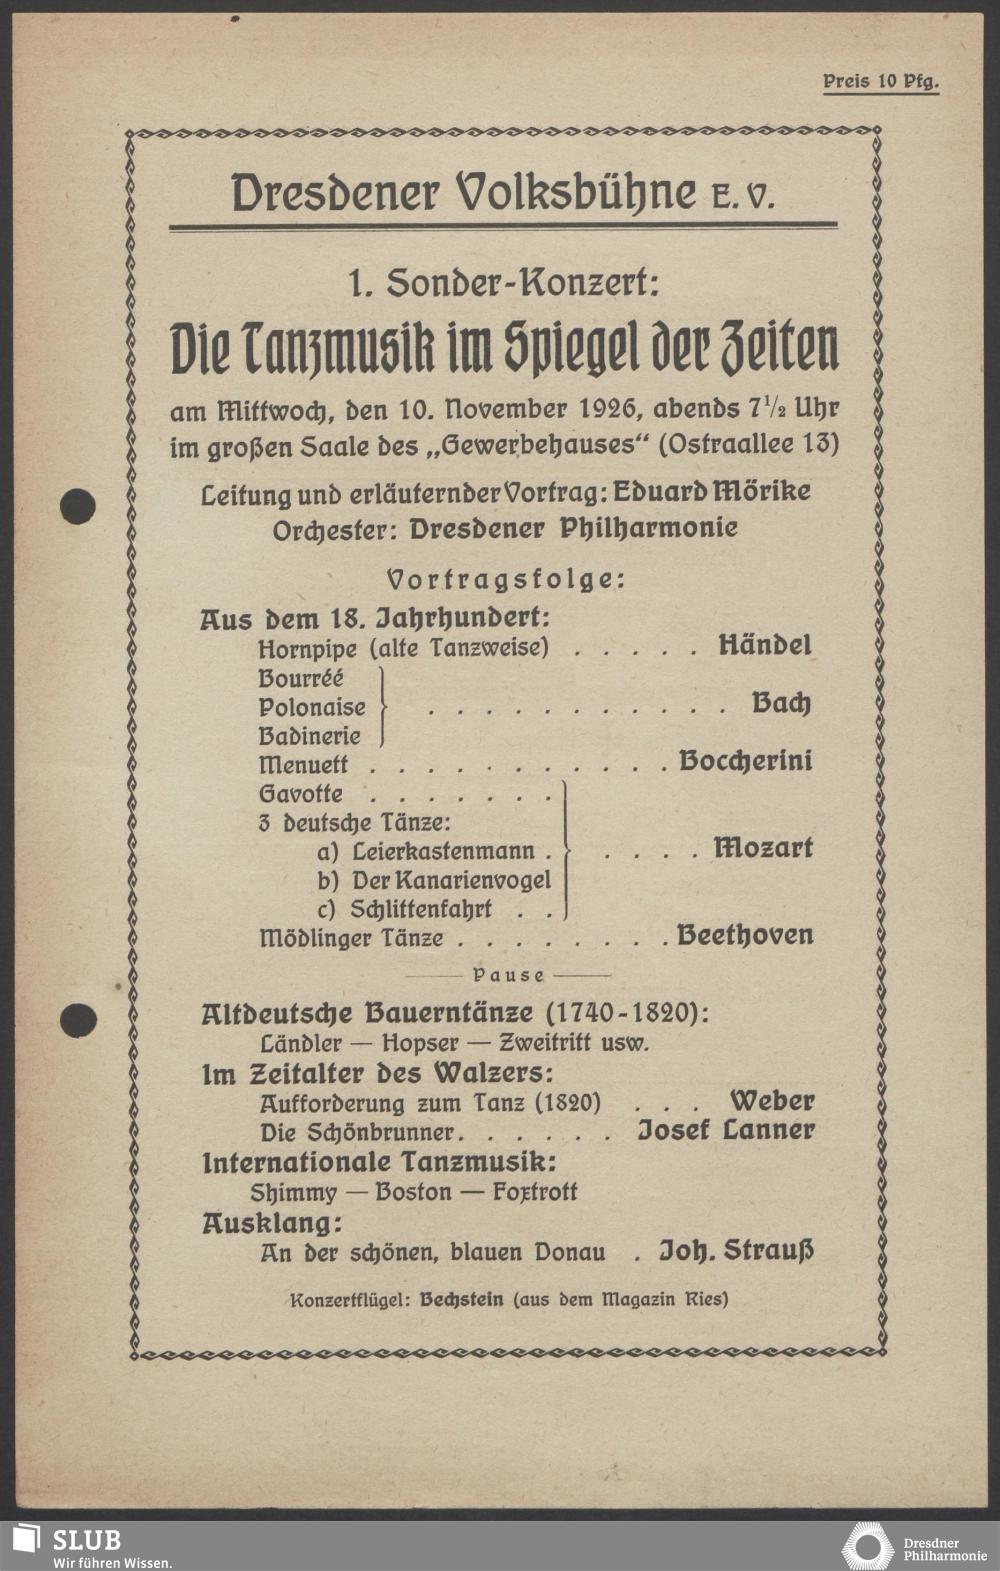 Preis 10 Pfg.
Dresdener Volksbühne E. V.
1. Sonder-Konzert:
Die Tanzmusik im Spiegel der Zeiten
am Mittwoch, den 10. November 1926, abends 7½ Uhr
im großen Saale des „Gewerbehauses“ (Ostraallee 13)
Leitung und erläuternder Vortrag: Eduard Mörike
Orchester: Dresdener Philharmonie
Vortragsfolge:
Aus dem 18. Jahrhundert:
Hornpipe (alte Tanzweise) . . . . . Händel
Bourréé
Polonaise . . . . . . . . . . . Bach
Badinerie
Menuett . . . . . . . . . . . Boccherini
Gavotte . . . . . . .
3 deutsche Tänze:
a) Leierkastenmann . . . . . Mozart
b) Der Kanarienvogel
c) Schlittenfahrt . .
Mödlinger Tänze . . . . . . . . Beethoven
Pause
Altdeutsche Bauerntänze (1740-1820):
Ländler — Hopser — Zweitritt usw.
Im Zeitalter des Walzers:
Aufforderung zum Tanz (1820) . . . Weber
Die Schönbrunner. . . . . . Josef Lanner
Internationale Tanzmusik:
Shimmy — Boston — Foxtrott
Ausklang:
An der schönen, blauen Donau . Joh. Strauß
Konzertflügel: Bechstein (aus dem Magazin Ries)
SLUB
Wir führen Wissen.
Dresdner
Philharmonie